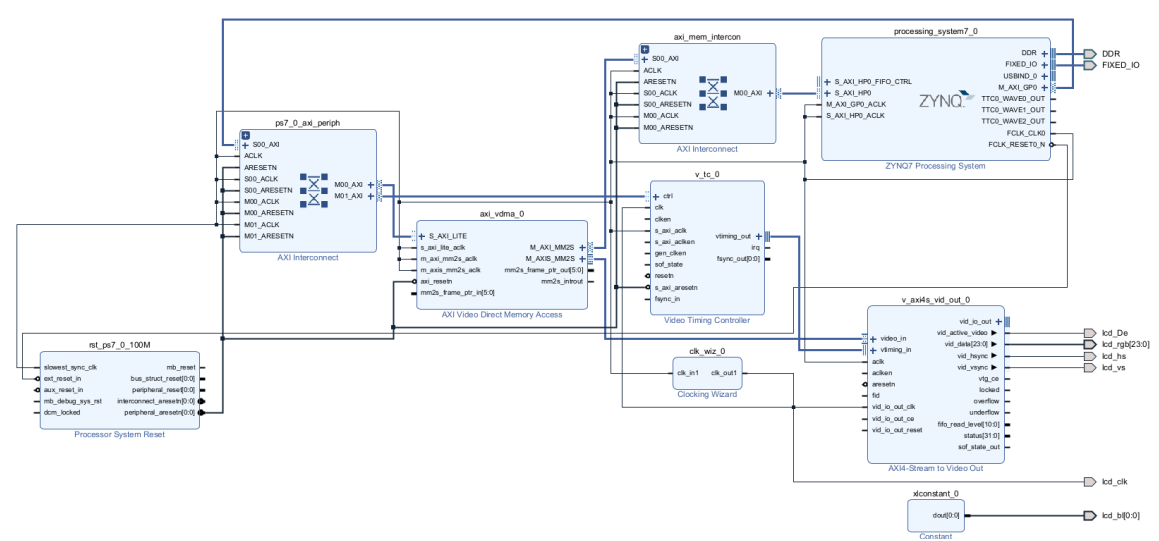 processing_system7_0
DDR
FIXED_IO
USBIND_0
M_AXI_GP0
TTC0_WAVE0_OUT
TTC0_WAVE1_OUT
TTC0_WAVE2_OUT
FCLK_CLK0
FCLK_RESET0_N
S_AXI_HP0_FIFO_CTRL
S_AXI_HP0
M_AXI_GP0_ACLK
S_AXI_HP0_ACLK
ZYNQ
ZYNQ7 Processing System
DDR
FIXED_IO
axi_mem_intercon
S00_AXI
ACLK
ARESETN
S00_ACLK
S00_ARESETN
M00_ACLK
M00_ARESETN
M00_AXI
AXI Interconnect
ps7_0_axi_periph
S00_AXI
ACLK
ARESETN
S00_ACLK
S00_ARESETN
M00_ACLK
M00_ARESETN
M01_ACLK
M01_ARESETN
M00_AXI
M01_AXI
AXI Interconnect
v_tc_0
ctrl
clk
clken
s_axi_aclk
s_axi_aclken
gen_clken
sof_state
resetn
s_axi_aresetn
fsync_in
vtiming_out
irq
fsync_out[0:0]
Video Timing Controller
axi_vdma_0
S_AXI_LITE
s_axi_lite_aclk
m_axi_mm2s_aclk
m_axis_mm2s_aclk
axi_resetn
mm2s_frame_ptr_in[5:0]
M_AXI_MM2S
M_AXIS_MM2S
mm2s_frame_ptr_out[5:0]
mm2s_introut
AXI Video Direct Memory Access
v_axi4s_vid_out_0
video_in
vtiming_in
aclk
aclken
aresetn
fid
vid_io_out_clk
vid_io_out_ce
vid_io_out_reset
vid_io_out
vid_active_video
vid_data[23:0]
vid_hsync
vid_vsync
vtg_ce
locked
overflow
underflow
fifo_read_level[10:0]
status[31:0]
sof_state_out
AXI4-Stream to Video Out
lcd_De
lcd_rgb[23:0]
lcd_hs
lcd_vs
rst_ps7_0_100M
slowest_sync_clk
ext_reset_in
aux_reset_in
mb_debug_sys_rst
dcm_locked
mb_reset
bus_struct_reset[0:0]
peripheral_reset[0:0]
interconnect_aresetn[0:0]
peripheral_aresetn[0:0]
Processor System Reset
clk_wiz_0
clk_in1
clk_out1
Clocking Wizard
lcd_clk
xlconstant_0
dout[0:0]
Constant
lcd_bl[0:0]